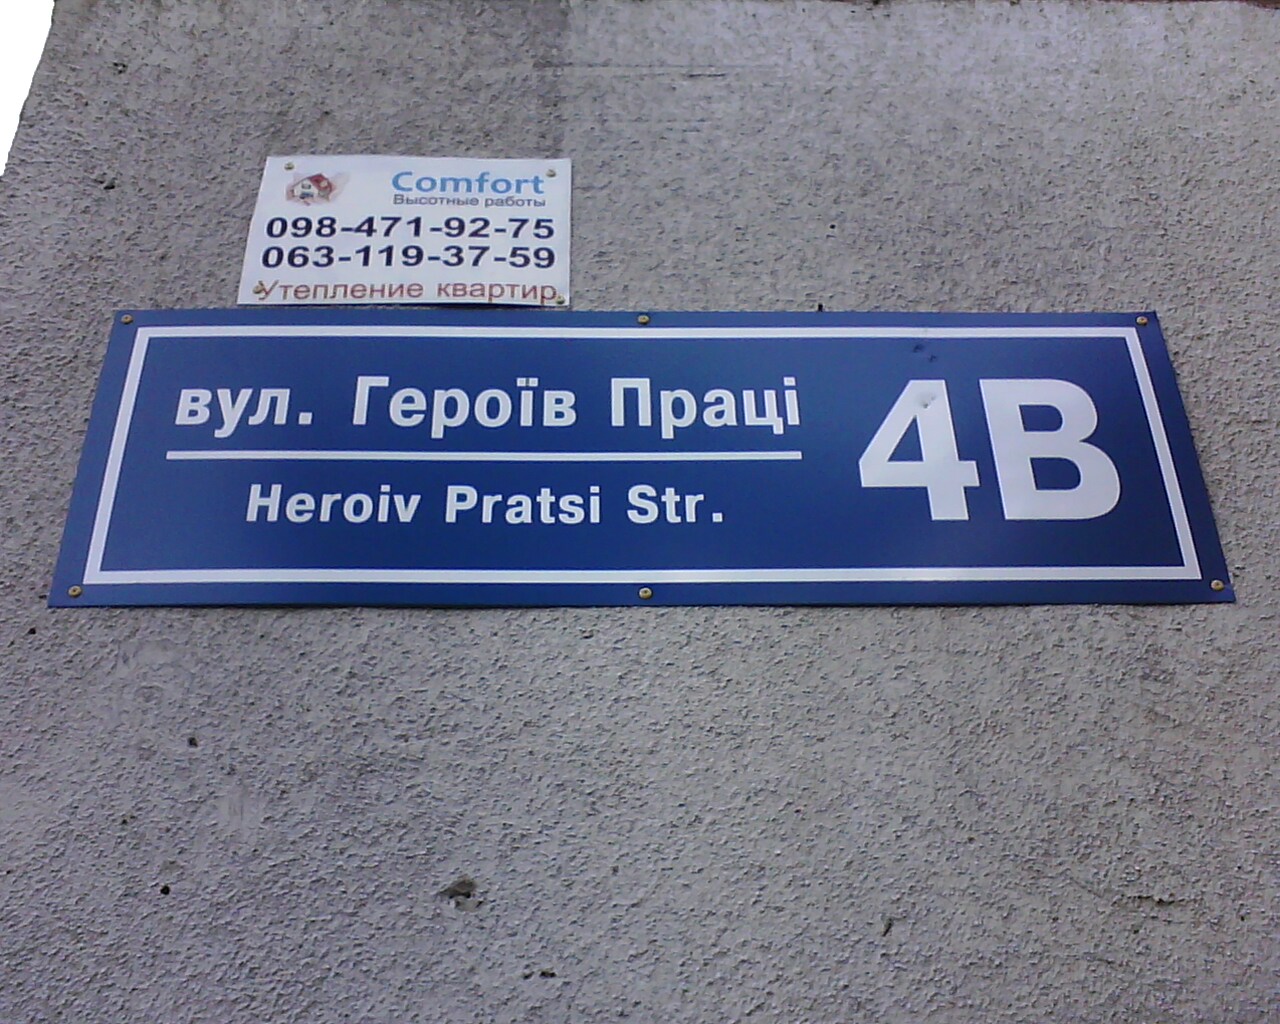 Comfort
Высотные работы
098-471-92-75
063-119-37-59
Утепление квартир
вул. Героїв Праці
Heroiv Pratsi Str.
4В